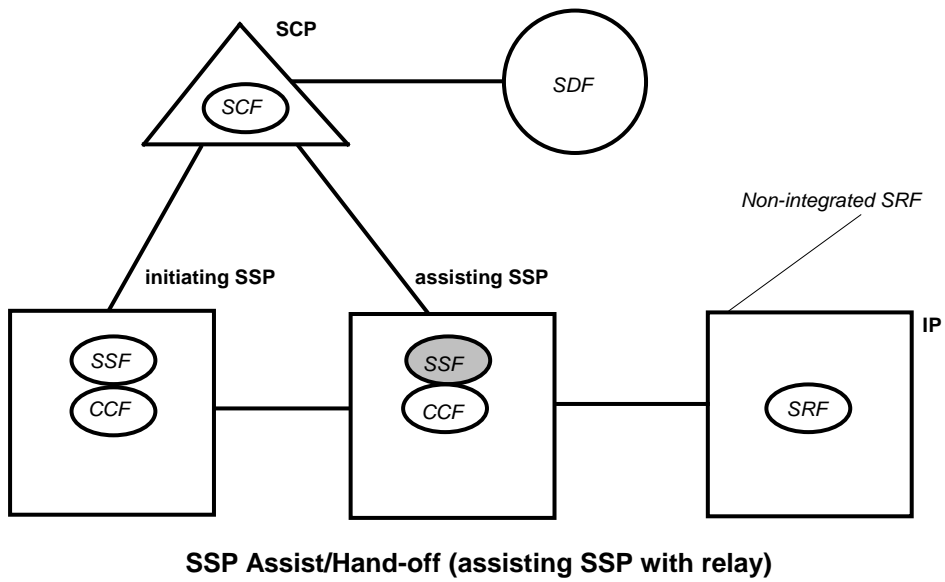 SCP
SCF
SDF
Non-integrated SRF
initiating SSP
assisting SSP
IP
SSF
SSF
CCF
CCF
SRF
SSP Assist/Hand-off (assisting SSP with relay)